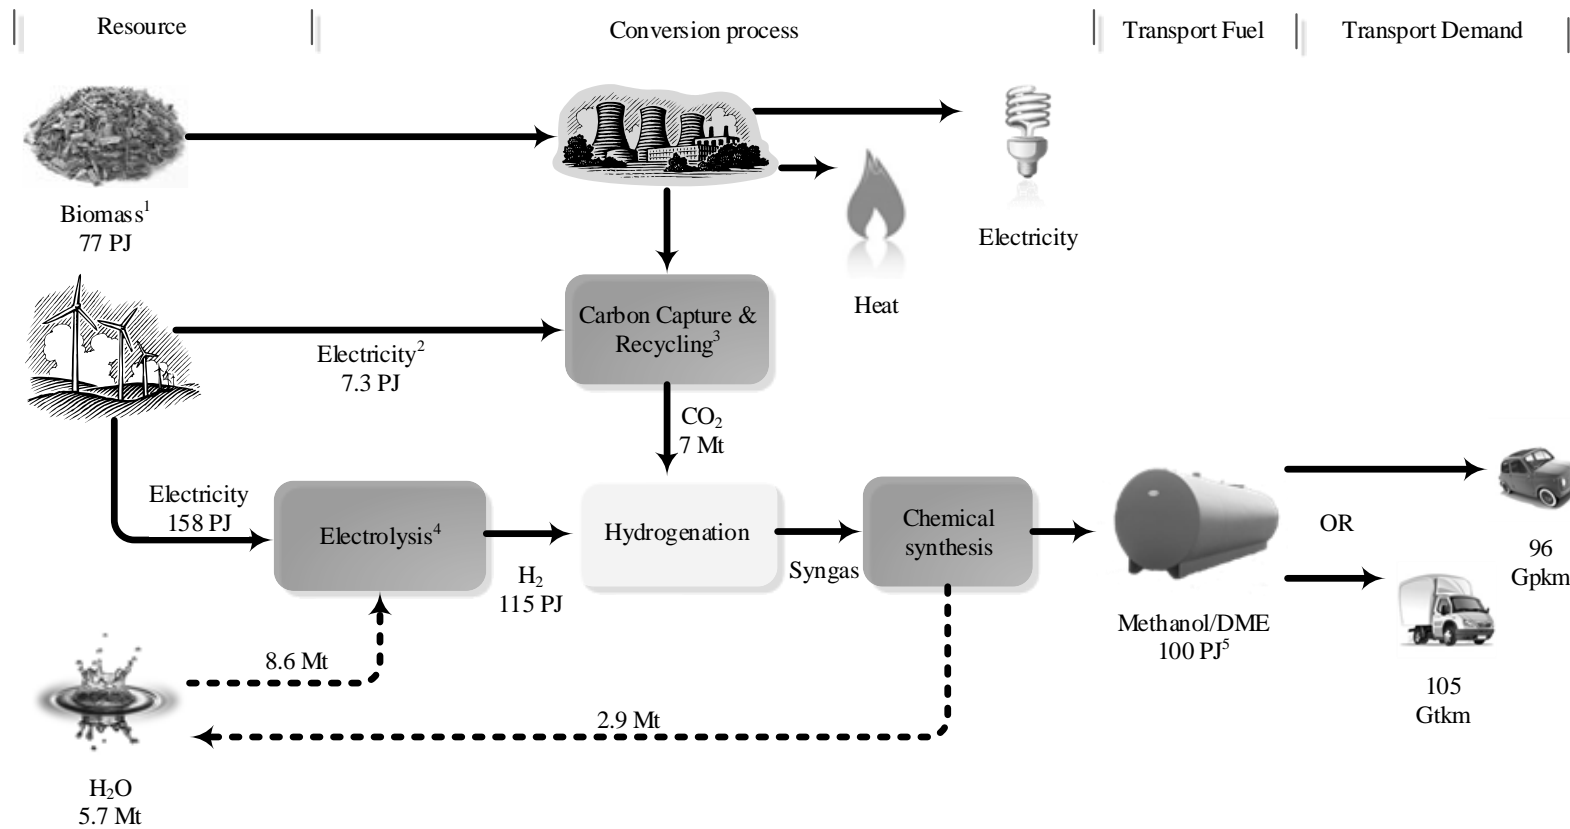 Resource
Conversion process
Transport Fuel
Transport Demand
Biomass¹
77 PJ
Electricity
Heat
Carbon Capture &
Recycling³
Electricity²
7.3 PJ
CO₂
7 Mt
Electricity
158 PJ
Electrolysis⁴
H₂
115 PJ
Hydrogenation
Syngas
Chemical
synthesis
Methanol/DME
100 PJ⁵
OR
96
Gpkm
105
Gtkm
8.6 Mt
2.9 Mt
H₂O
5.7 Mt